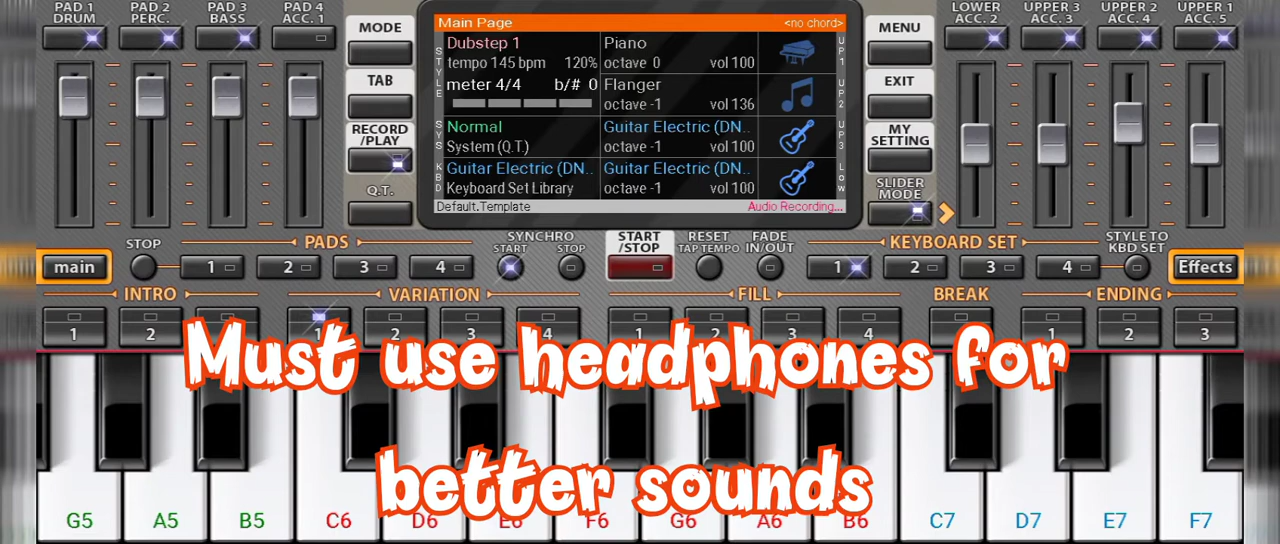 PAD 1 DRUM
PAD 2 PERC.
PAD 3 BASS
PAD 4 ACC. 1
MODE
TAB
RECORD /PLAY
Q.T.
Main Page <no chord>
STYLE
Dubstep 1
tempo 145 bpm 120%
meter 4/4 b/# 0
SYS
Normal
System (Q.T.)
KBD
Guitar Electric (DN..
Keyboard Set Library
Piano
octave 0 vol 100
UP1
Flanger
octave -1 vol 136
UP2
Guitar Electric (DN..
octave -1 vol 100
UP3
Guitar Electric (DN..
octave -1 vol 100
Low
Default.Template Audio Recording...
MENU
EXIT
MY SETTING
SLIDER MODE
LOWER ACC. 2
UPPER 3 ACC. 3
UPPER 2 ACC. 4
UPPER 1 ACC. 5
main
STOP
PADS
1 2 3 4
SYNCHRO
START STOP
START /STOP
RESET TAP TEMPO
FADE IN/OUT
KEYBOARD SET
1 2 3 4
STYLE TO KBD SET
Effects
INTRO
1 2
VARIATION
1 2 3 4
FILL
1 2 3 4
BREAK
ENDING
1 2 3
Must use headphones for
better sounds
G5 A5 B5 C6 D6 E6 F6 G6 A6 B6 C7 D7 E7 F7